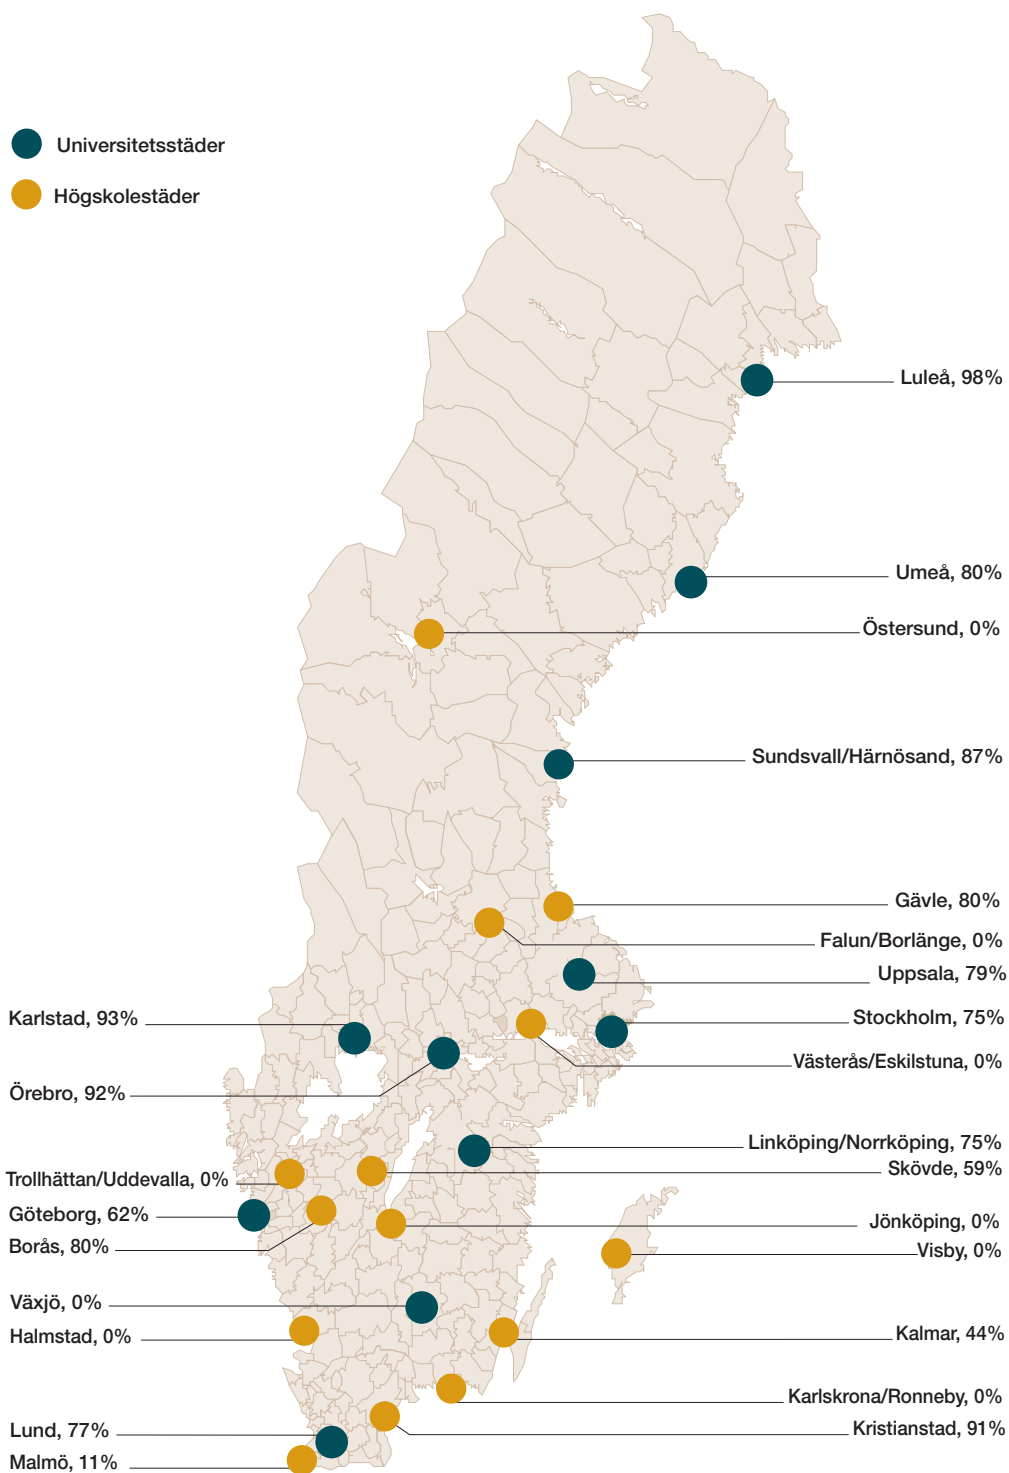 Universitetsstäder
Högskolestäder
Luleå, 98%
Umeå, 80%
Östersund, 0%
Sundsvall/Härnösand, 87%
Gävle, 80%
Falun/Borlänge, 0%
Uppsala, 79%
Karlstad, 93%
Stockholm, 75%
Västerås/Eskilstuna, 0%
Örebro, 92%
Linköping/Norrköping, 75%
Skövde, 59%
Trollhättan/Uddevalla, 0%
Göteborg, 62%
Jönköping, 0%
Borås, 80%
Visby, 0%
Växjö, 0%
Halmstad, 0%
Kalmar, 44%
Karlskrona/Ronneby, 0%
Kristianstad, 91%
Lund, 77%
Malmö, 11%